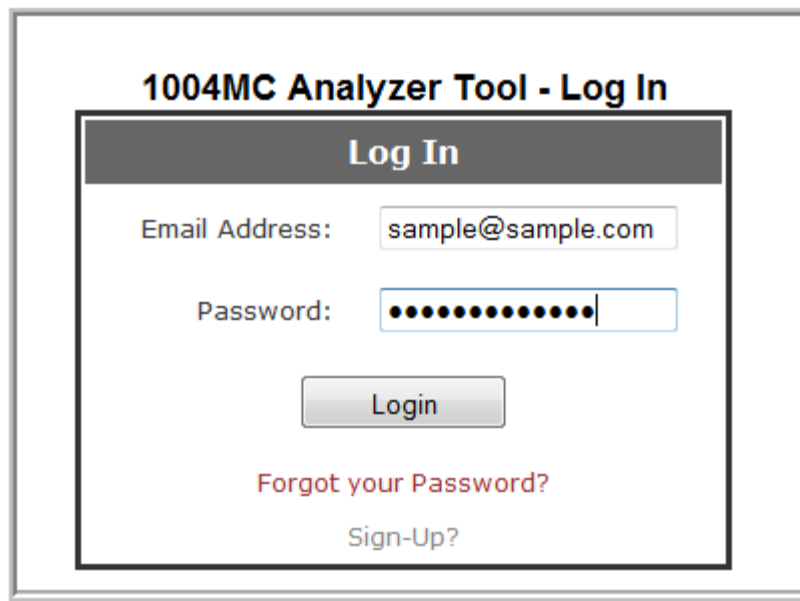 1004MC Analyzer Tool - Log In
Log In
Email Address: sample@sample.com
Password: •••••••••••••
Login
Forgot your Password?
Sign-Up?